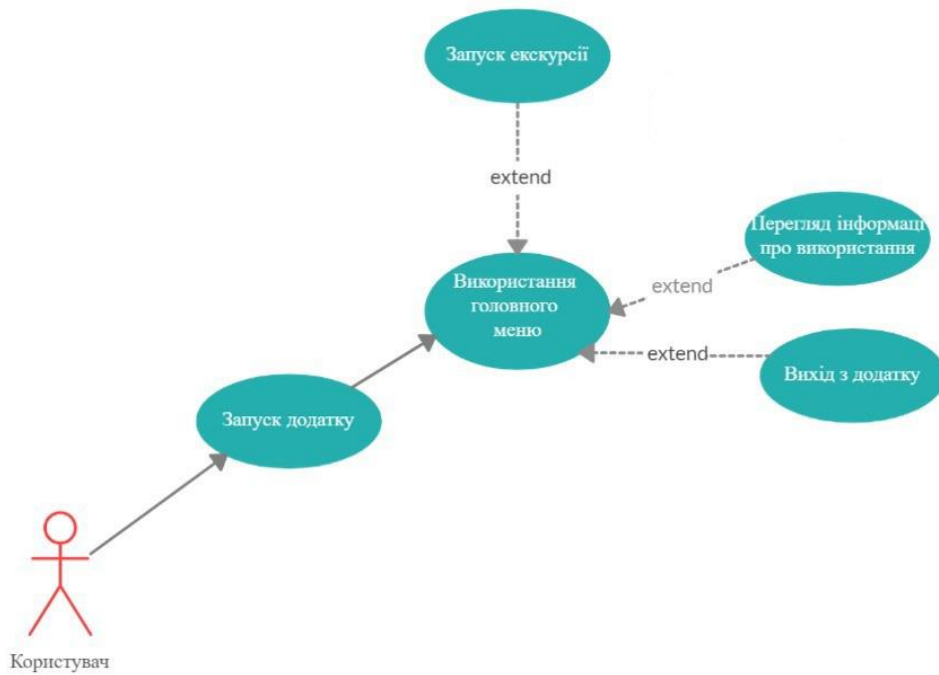 Запуск екскурсії
extend
Перегляд інформаці
про використання
Використання
головного
меню
extend
extend
Вихід з додатку
Запуск додатку
Користувач